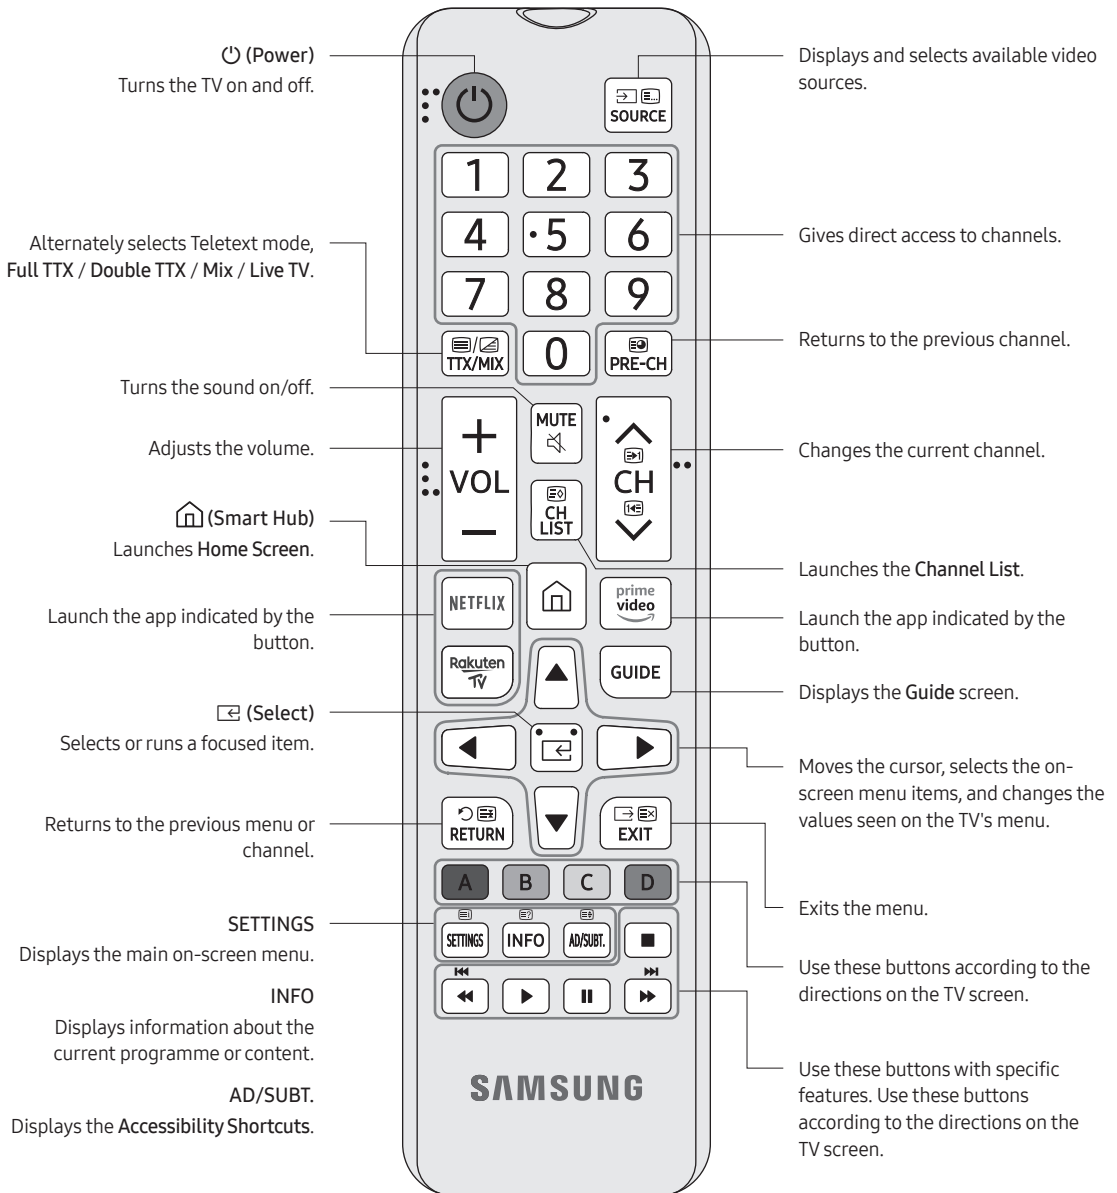 (Power)
Turns the TV on and off.
Alternately selects Teletext mode,
Full TTX / Double TTX / Mix / Live TV.
Turns the sound on/off.
Adjusts the volume.
(Smart Hub)
Launches Home Screen.
Launch the app indicated by the
button.
(Select)
Selects or runs a focused item.
Returns to the previous menu or
channel.
SETTINGS
Displays the main on-screen menu.
INFO
Displays information about the
current programme or content.
AD/SUBT.
Displays the Accessibility Shortcuts.
SOURCE
1 2 3
4 5 6
7 8 9
TTX/MIX 0 PRE-CH
MUTE
+
VOL
−
CH
CH
LIST
NETFLIX
prime
video
Rakuten
TV
GUIDE
RETURN
EXIT
A B C D
SETTINGS INFO AD/SUBT.
SAMSUNG
Displays and selects available video
sources.
Gives direct access to channels.
Returns to the previous channel.
Changes the current channel.
Launches the Channel List.
Launch the app indicated by the
button.
Displays the Guide screen.
Moves the cursor, selects the on-
screen menu items, and changes the
values seen on the TV's menu.
Exits the menu.
Use these buttons according to the
directions on the TV screen.
Use these buttons with specific
features. Use these buttons
according to the directions on the
TV screen.